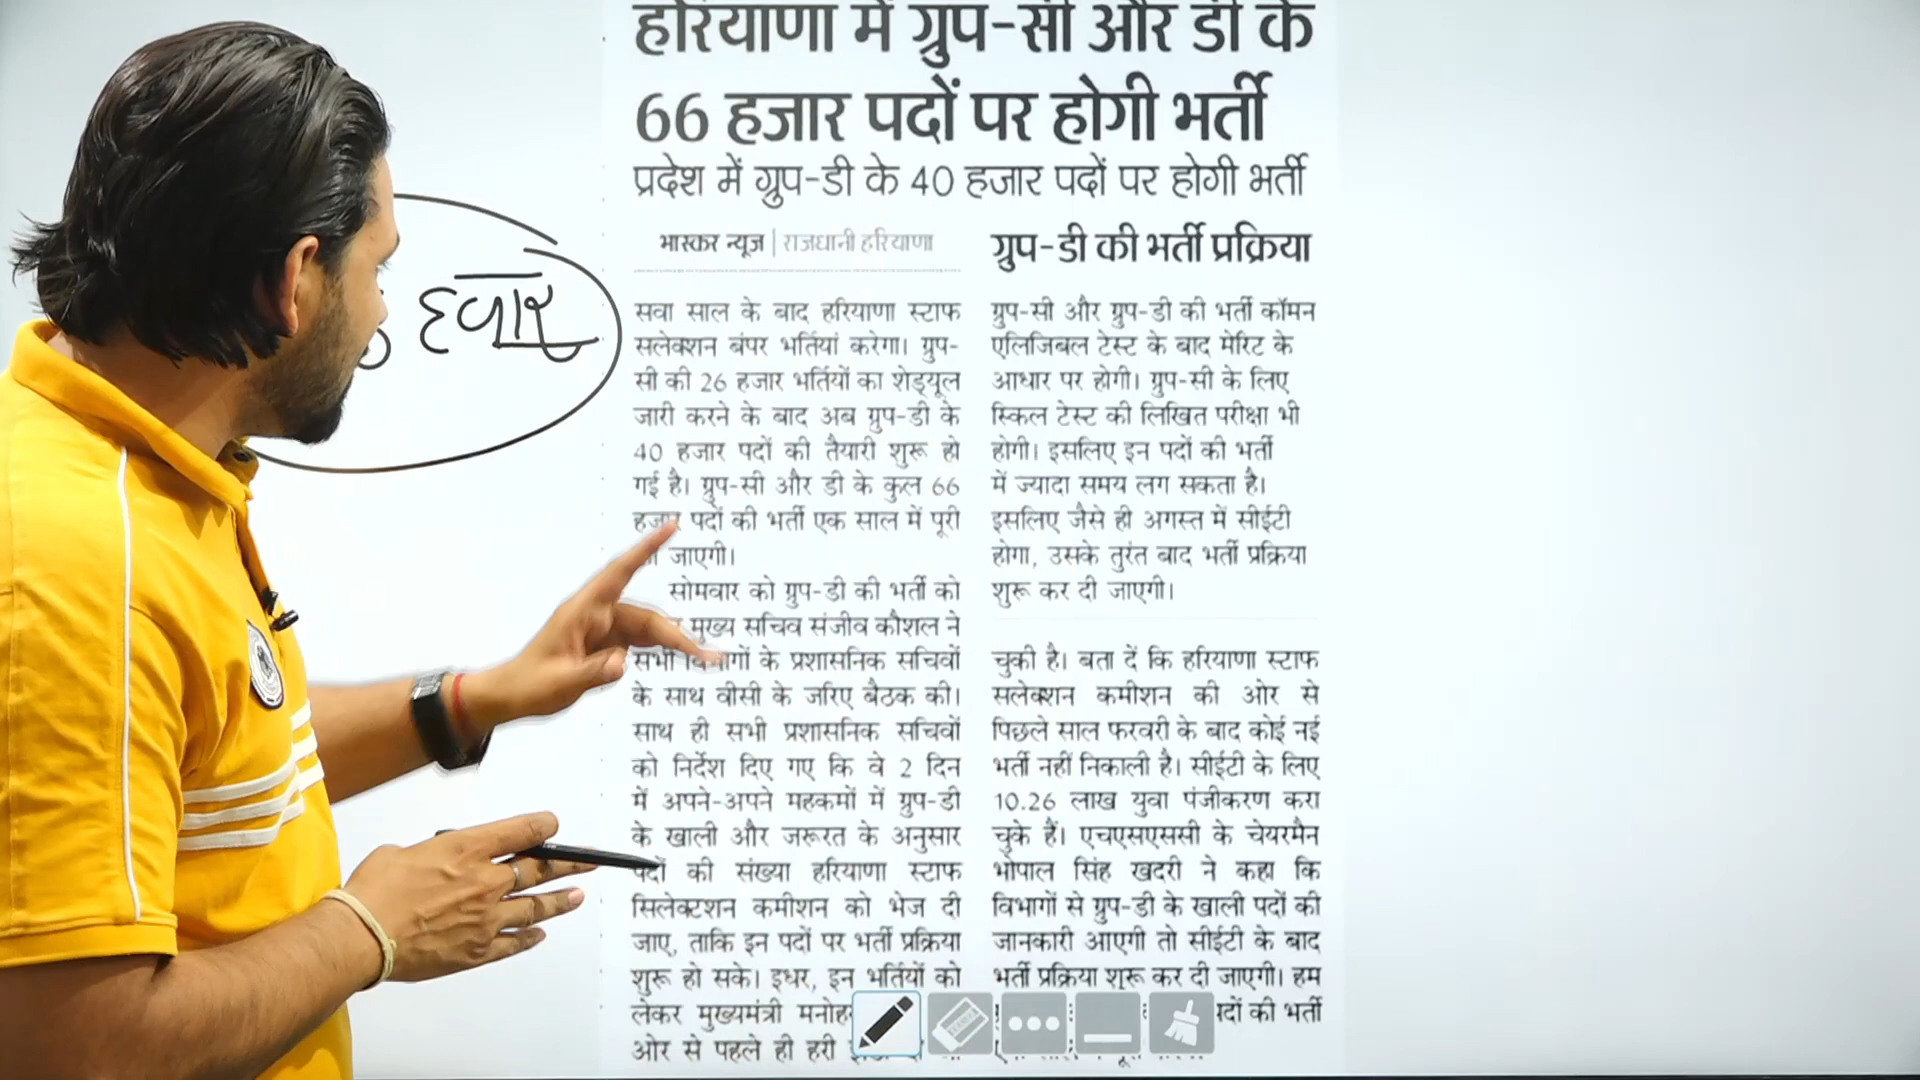 हरियाणा में ग्रुप-सी और डी के
66 हजार पदों पर होगी भर्ती
प्रदेश में ग्रुप-डी के 40 हजार पदों पर होगी भर्ती
भास्कर न्यूज | राजधानी हरियाणा
सवा साल के बाद हरियाणा स्टाफ
सलेक्शन बंपर भर्तियां करेगा। ग्रुप-
सी की 26 हजार भर्तियों का शेड्यूल
जारी करने के बाद अब ग्रुप-डी के
40 हजार पदों की तैयारी शुरू हो
गई है। ग्रुप-सी और डी के कुल 66
हजार पदों की भर्ती एक साल में पूरी
जाएगी।
सोमवार को ग्रुप-डी की भर्ती को
मुख्य सचिव संजीव कौशल ने
सभी विभागों के प्रशासनिक सचिवों
के साथ वीसी के जरिए बैठक की।
साथ ही सभी प्रशासनिक सचिवों
को निर्देश दिए गए कि वे 2 दिन
में अपने-अपने महकमों में ग्रुप-डी
के खाली और जरूरत के अनुसार
पदों की संख्या हरियाणा स्टाफ
सिलेक्टशन कमीशन को भेज दी
जाए, ताकि इन पदों पर भर्ती प्रक्रिया
शुरू हो सके। इधर, इन भर्तियों को
लेकर मुख्यमंत्री
ओर से पहले ही हरी
ग्रुप-डी की भर्ती प्रक्रिया
ग्रुप-सी और ग्रुप-डी की भर्ती कॉमन
एलिजिबल टेस्ट के बाद मेरिट के
आधार पर होगी। ग्रुप-सी के लिए
स्किल टेस्ट की लिखित परीक्षा भी
होगी। इसलिए इन पदों की भर्ती
में ज्यादा समय लग सकता है।
इसलिए जैसे ही अगस्त में सीईटी
होगा, उसके तुरंत बाद भर्ती प्रक्रिया
शुरू कर दी जाएगी।
चुकी है। बता दें कि हरियाणा स्टाफ
सलेक्शन कमीशन की ओर से
पिछले साल फरवरी के बाद कोई नई
भर्ती नहीं निकाली है। सीईटी के लिए
10.26 लाख युवा पंजीकरण करा
चुके हैं। एचएसएससी के चेयरमैन
भोपाल सिंह खदरी ने कहा कि
विभागों से ग्रुप-डी के खाली पदों की
जानकारी आएगी तो सीईटी के बाद
भर्ती प्रक्रिया शुरू कर दी जाएगी। हम
पदों की भर्ती